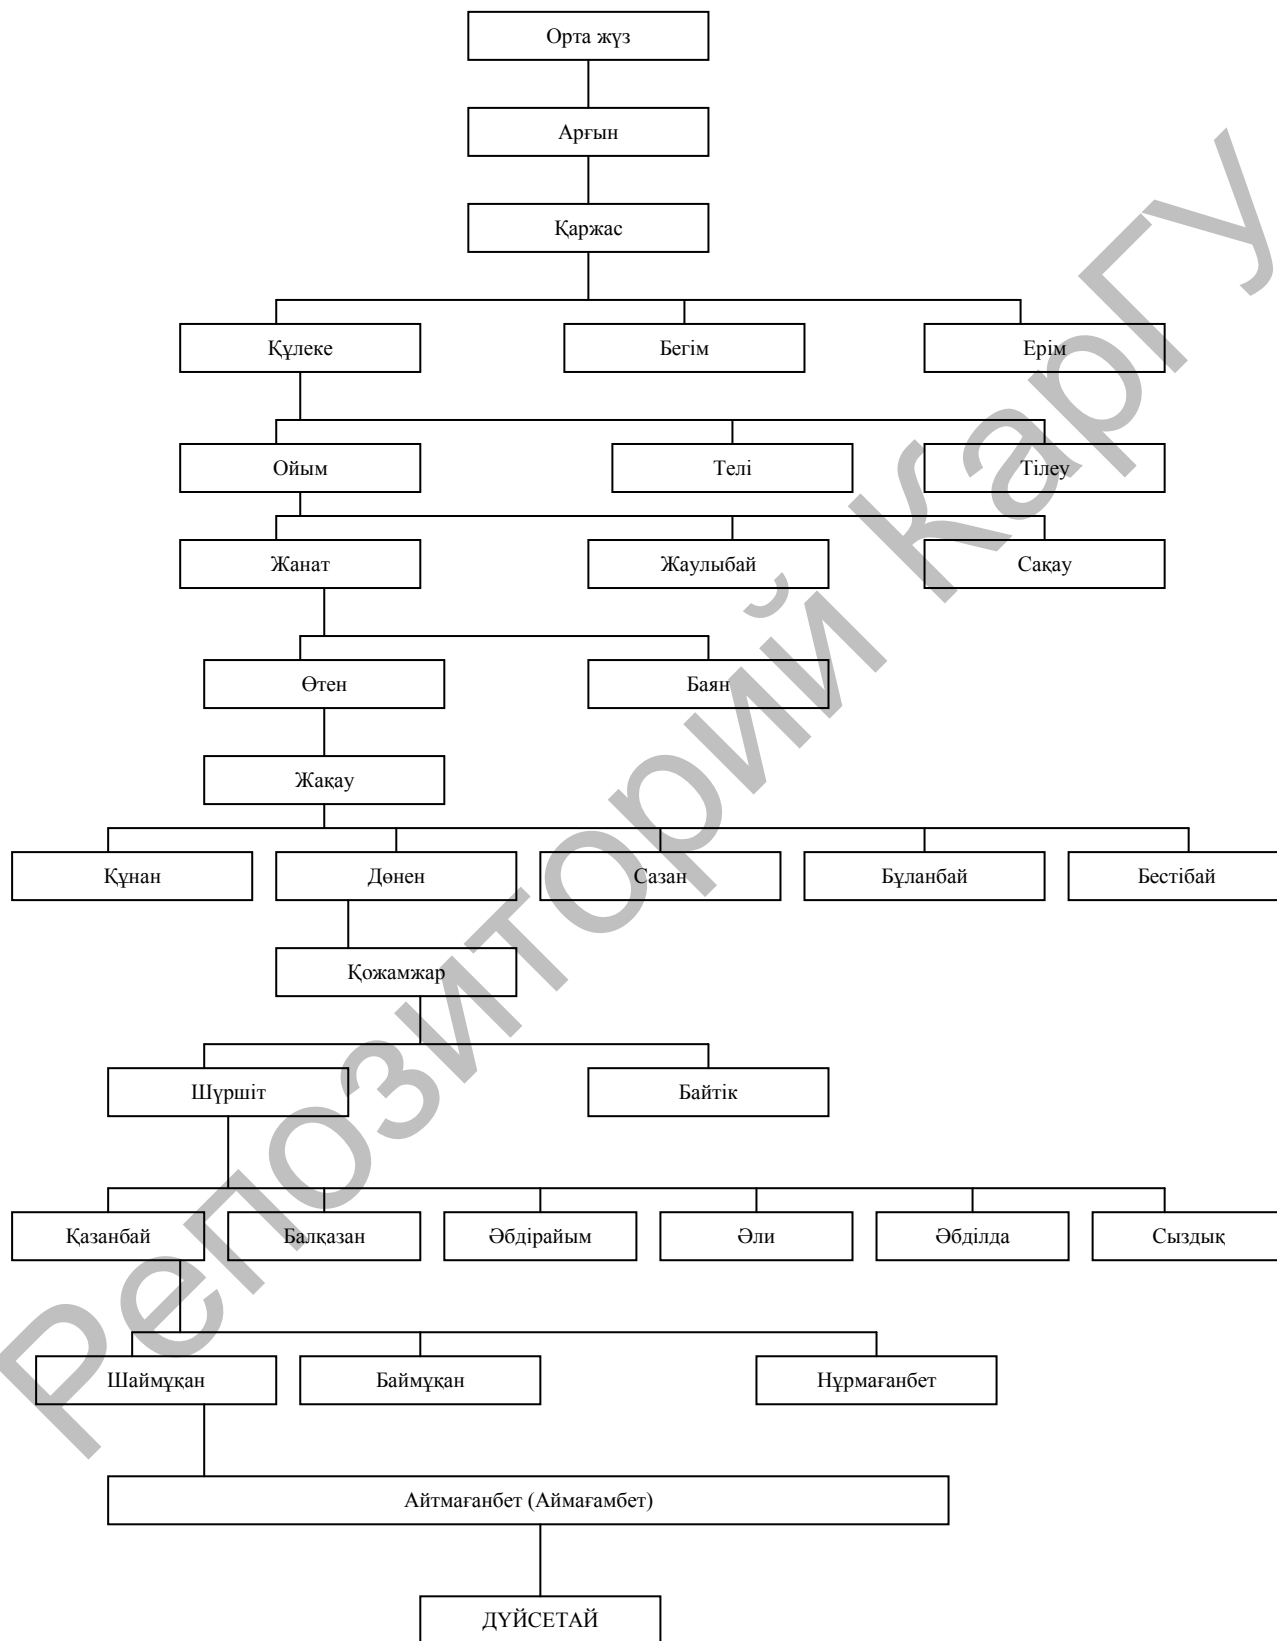 Орта жүз
Арғын
Қаржас
Құлеке
Бегім
Ерім
Ойым
Телі
Тілеу
Жанат
Жаулыбай
Сақау
Өтен
Баян
Жақау
Құнан
Дөнен
Сазан
Бұланбай
Бестібай
Қожамжар
Шүршіт
Байтік
Қазанбай
Балқазан
Әбдірайым
Әли
Әбділда
Сыздық
Шаймұқан
Баймұқан
Нұрмағанбет
Айтмағанбет (Аймағамбет)
ДҮЙСЕТАЙ
Репозиторий КарГУ